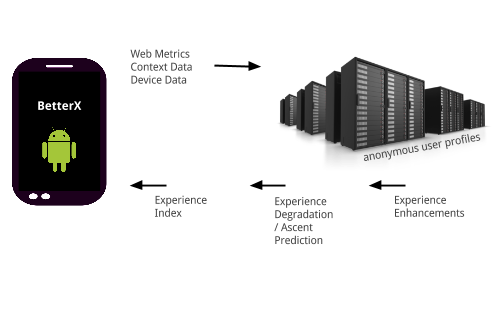 Web Metrics
Context Data
Device Data
BetterX
anonymous user profiles
Experience
Index
Experience
Degradation
/ Ascent
Prediction
Experience
Enhancements